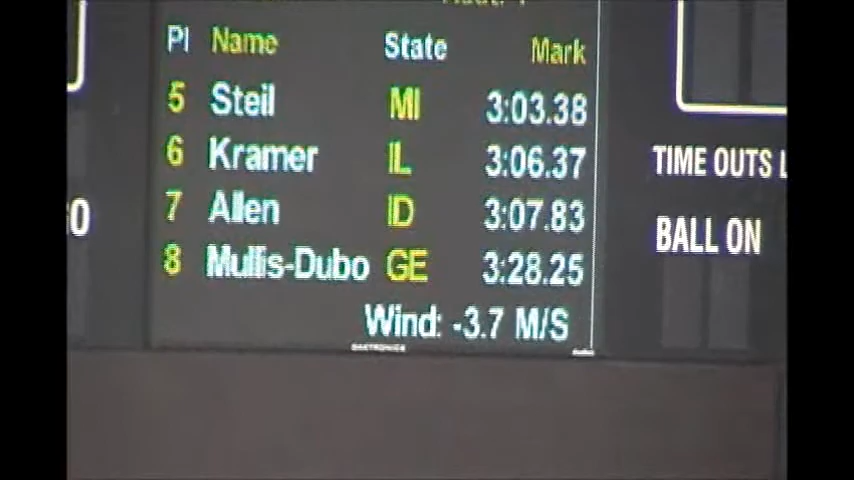 Pl Name State Mark
5 Steil MI 3:03.38
6 Kramer IL 3:06.37
7 Allen ID 3:07.83
8 Mullis-Dubo GE 3:28.25
Wind: -3.7 M/S
DAKTRONICS
TIME OUTS L
BALL ON